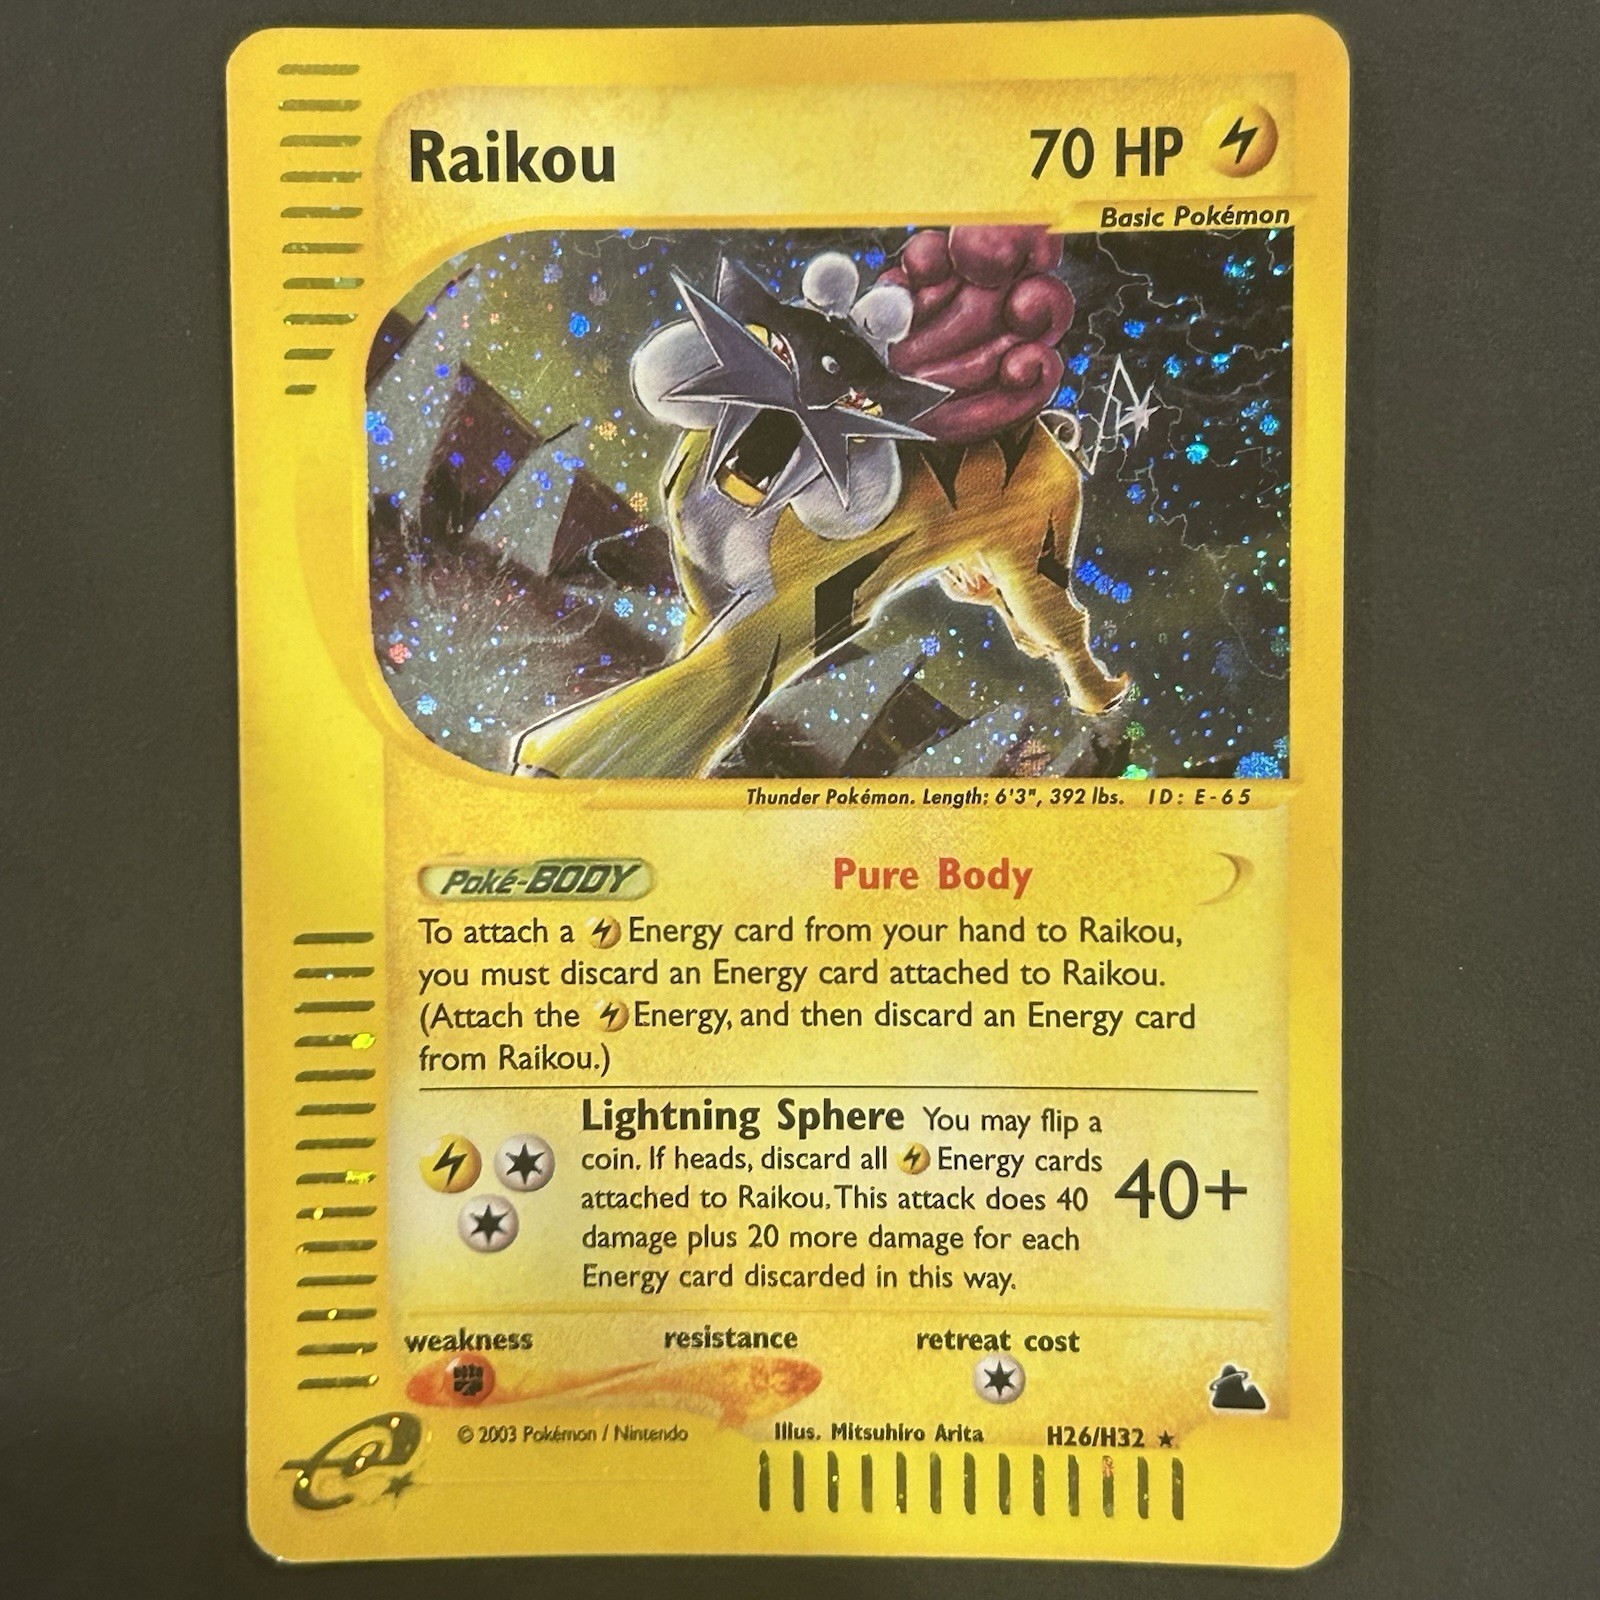 Raikou
70 HP
Basic Pokémon
Thunder Pokémon. Length: 6'3", 392 lbs. ID: E-65
Poké-BODY Pure Body
To attach a Energy card from your hand to Raikou,
you must discard an Energy card attached to Raikou.
(Attach the Energy, and then discard an Energy card
from Raikou.)
Lightning Sphere You may flip a
coin. If heads, discard all Energy cards
attached to Raikou. This attack does 40
damage plus 20 more damage for each
Energy card discarded in this way.
40+
weakness resistance retreat cost
© 2003 Pokémon / Nintendo Illus. Mitsuhiro Arita H26/H32 ★
e